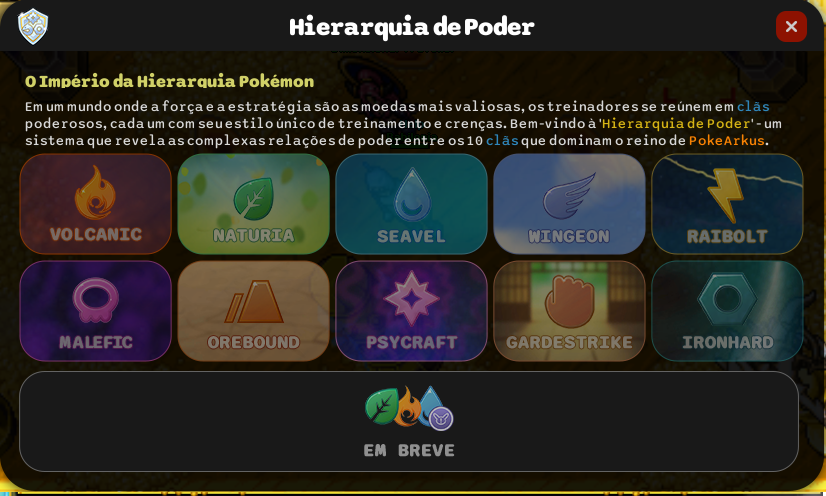 Hierarquia de Poder
O Império da Hierarquia Pokémon
Em um mundo onde a força e a estratégia são as moedas mais valiosas, os treinadores se reúnem em clãs
poderosos, cada um com seu estilo único de treinamento e crenças. Bem-vindo à 'Hierarquia de Poder' - um
sistema que revela as complexas relações de poder entre os 10 clãs que dominam o reino de PokeArkus.
VOLCANIC
NATURIA
SEAVEL
WINGEON
RAIBOLT
MALEFIC
OREBOUND
PSYCRAFT
GARDESTRIKE
IRONHARD
EM BREVE